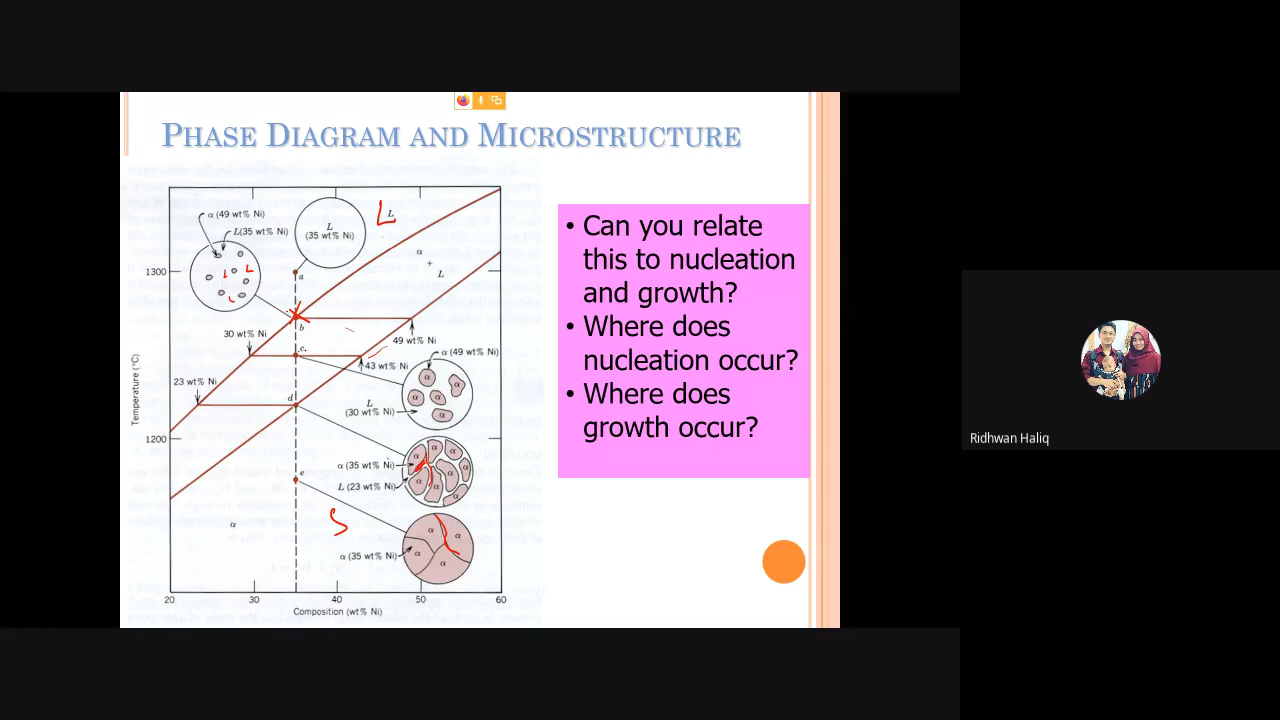 PHASE DIAGRAM AND MICROSTRUCTURE
α (49 wt% Ni)
L (35 wt% Ni)
L
(35 wt% Ni)
L
L
α
+
L
L
L
L
1300
a
b
30 wt% Ni
49 wt% Ni
c
43 wt% Ni
α (49 wt% Ni)
23 wt% Ni
α
α
α
α
α
d
L
(30 wt% Ni)
Temperature (°C)
1200
α (35 wt% Ni)
L (23 wt% Ni)
α
α
α
α
α
α
α
α
e
S
α
α (35 wt% Ni)
α
α
α
α
20
30
40
50
60
Composition (wt% Ni)
• Can you relate
this to nucleation
and growth?
• Where does
nucleation occur?
• Where does
growth occur?
Ridhwan Haliq